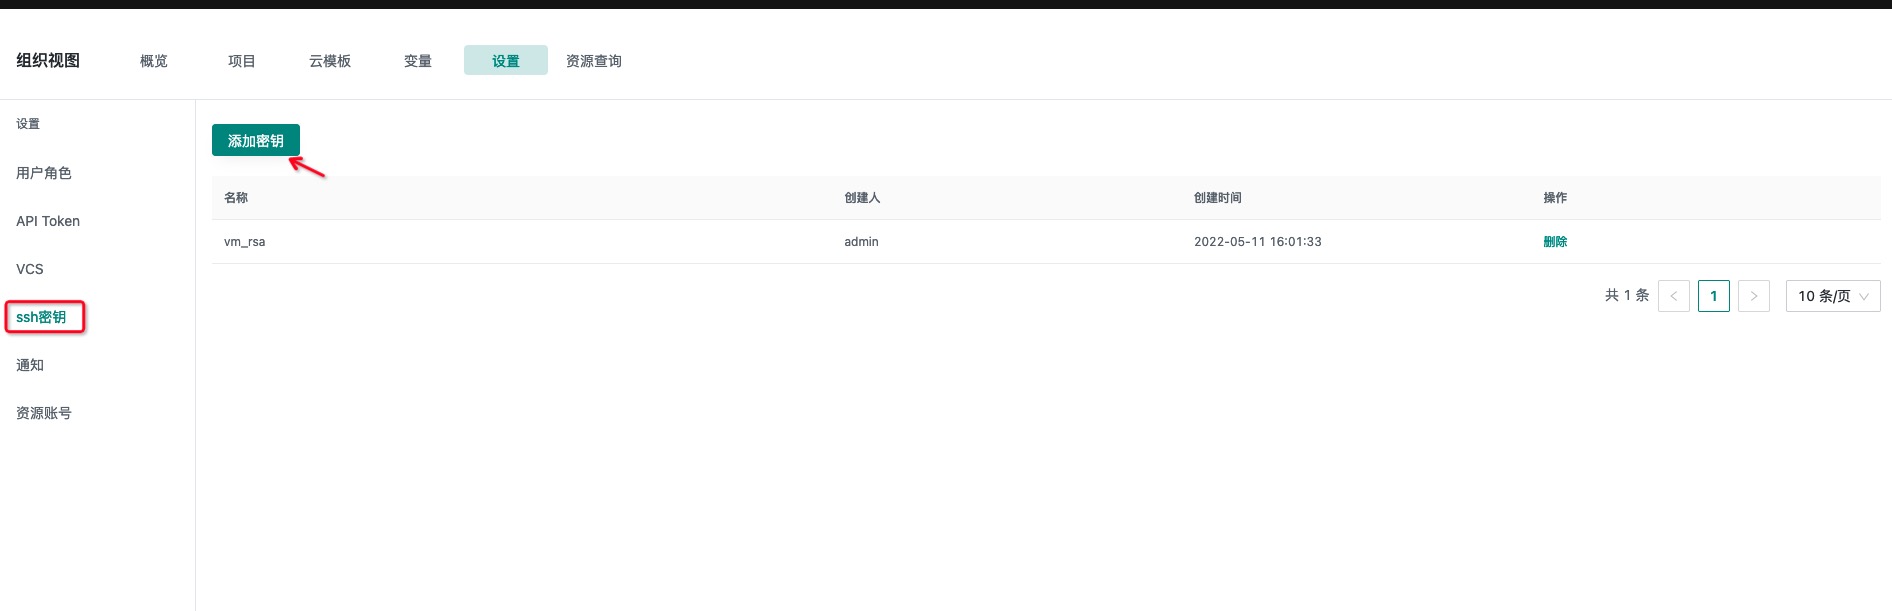 组织视图 概览 项目 云模板 变量 设置 资源查询
设置
用户角色
API Token
VCS
ssh密钥
通知
资源账号
添加密钥
名称 创建人 创建时间 操作
vm_rsa admin 2022-05-11 16:01:33 删除
共 1 条 < 1 > 10 条/页